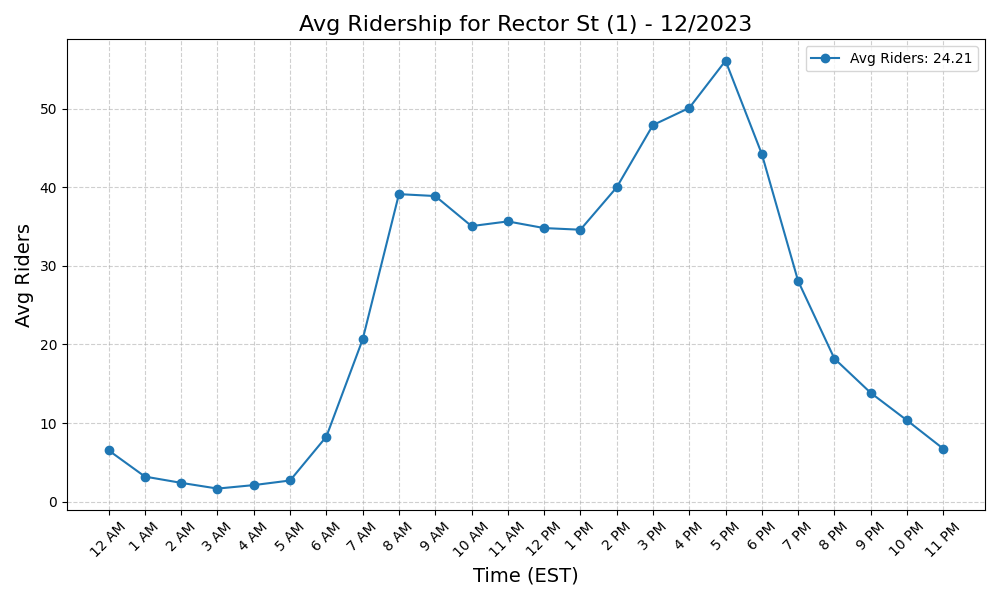 Avg Ridership for Rector St (1) - 12/2023
Avg Riders: 24.21
Avg Riders
50
40
30
20
10
0
12 AM
1 AM
2 AM
3 AM
4 AM
5 AM
6 AM
7 AM
8 AM
9 AM
10 AM
11 AM
12 PM
1 PM
2 PM
3 PM
4 PM
5 PM
6 PM
7 PM
8 PM
9 PM
10 PM
11 PM
Time (EST)